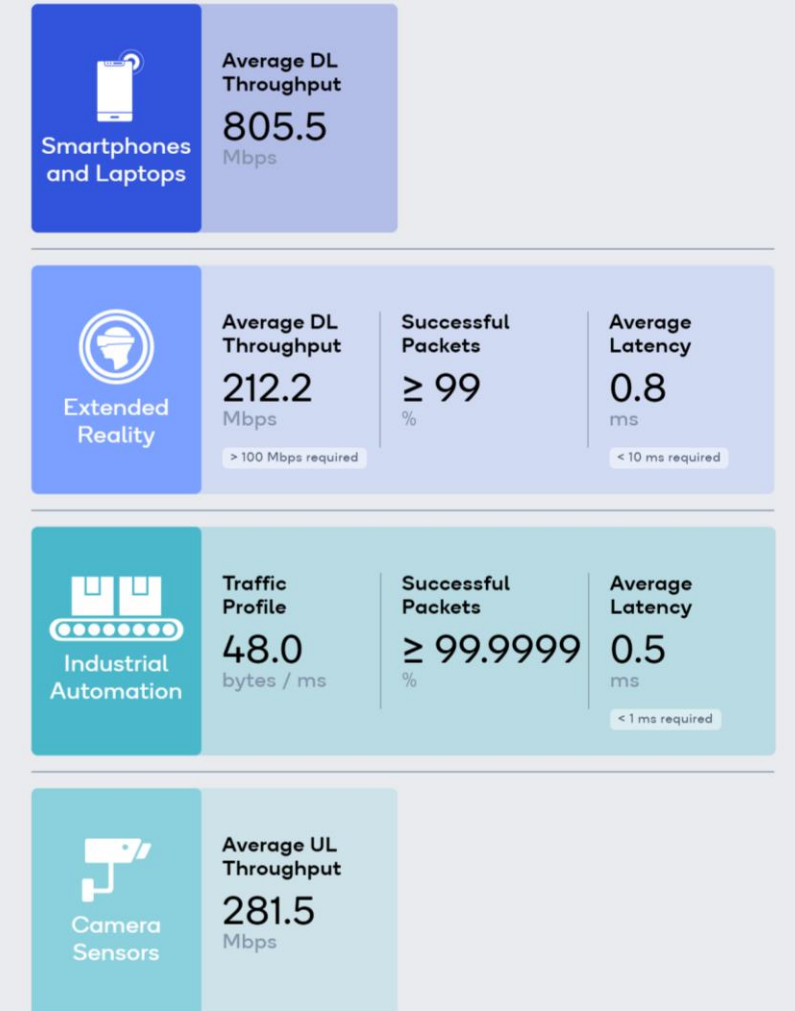 Smartphones
and Laptops
Average DL
Throughput
805.5
Mbps
Extended
Reality
Average DL
Throughput
212.2
Mbps
> 100 Mbps required
Successful
Packets
≥ 99
%
Average
Latency
0.8
ms
< 10 ms required
Industrial
Automation
Traffic
Profile
48.0
bytes / ms
Successful
Packets
≥ 99.9999
%
Average
Latency
0.5
ms
< 1 ms required
Camera
Sensors
Average UL
Throughput
281.5
Mbps